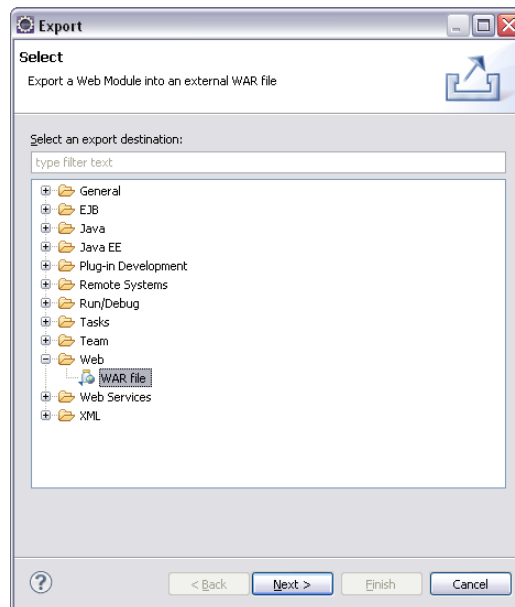 Export
Select
Export a Web Module into an external WAR file
Select an export destination:
type filter text
General
EJB
Java
Java EE
Plug-in Development
Remote Systems
Run/Debug
Tasks
Team
Web
WAR file
Web Services
XML
? < Back Next > Finish Cancel